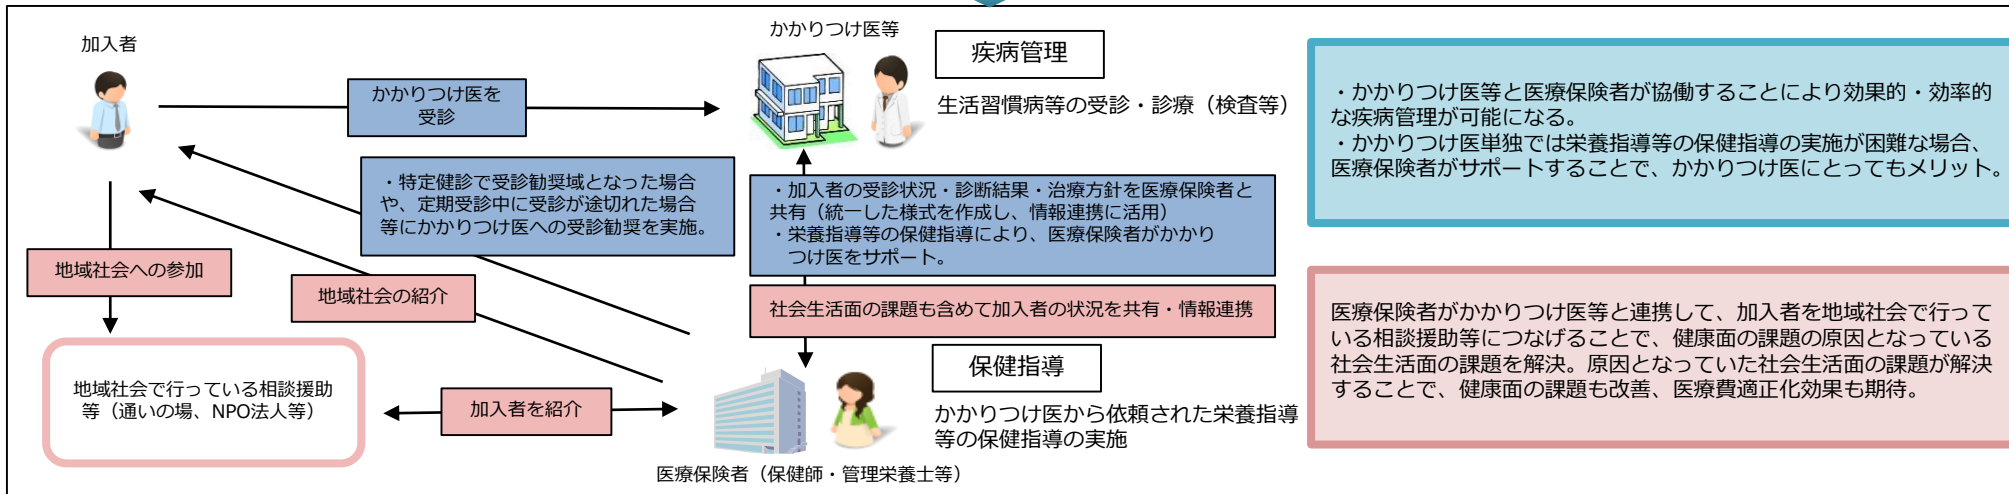 加入者
かかりつけ医を
受診
かかりつけ医等
疾病管理
生活習慣病等の受診・診療（検査等）
・特定健診で受診勧奨域となった場合
や、定期受診中に受診が途切れた場合
等にかかりつけ医への受診勧奨を実施。
・加入者の受診状況・診断結果・治療方針を医療保険者と
共有（統一した様式を作成し、情報連携に活用）
・栄養指導等の保健指導により、医療保険者がかかり
つけ医をサポート。
地域社会への参加
地域社会の紹介
社会生活面の課題も含めて加入者の状況を共有・情報連携
地域社会で行っている相談援助
等（通いの場、NPO法人等）
加入者を紹介
保健指導
かかりつけ医から依頼された栄養指導
等の保健指導の実施
医療保険者（保健師・管理栄養士等）
・かかりつけ医等と医療保険者が協働することにより効果的・効率的
な疾病管理が可能になる。
・かかりつけ医単独では栄養指導等の保健指導の実施が困難な場合、
医療保険者がサポートすることで、かかりつけ医にとってもメリット。
医療保険者がかかりつけ医等と連携して、加入者を地域社会で行って
いる相談援助等につなげることで、健康面の課題の原因となっている
社会生活面の課題を解決。原因となっていた社会生活面の課題が解決
することで、健康面の課題も改善、医療費適正化効果も期待。